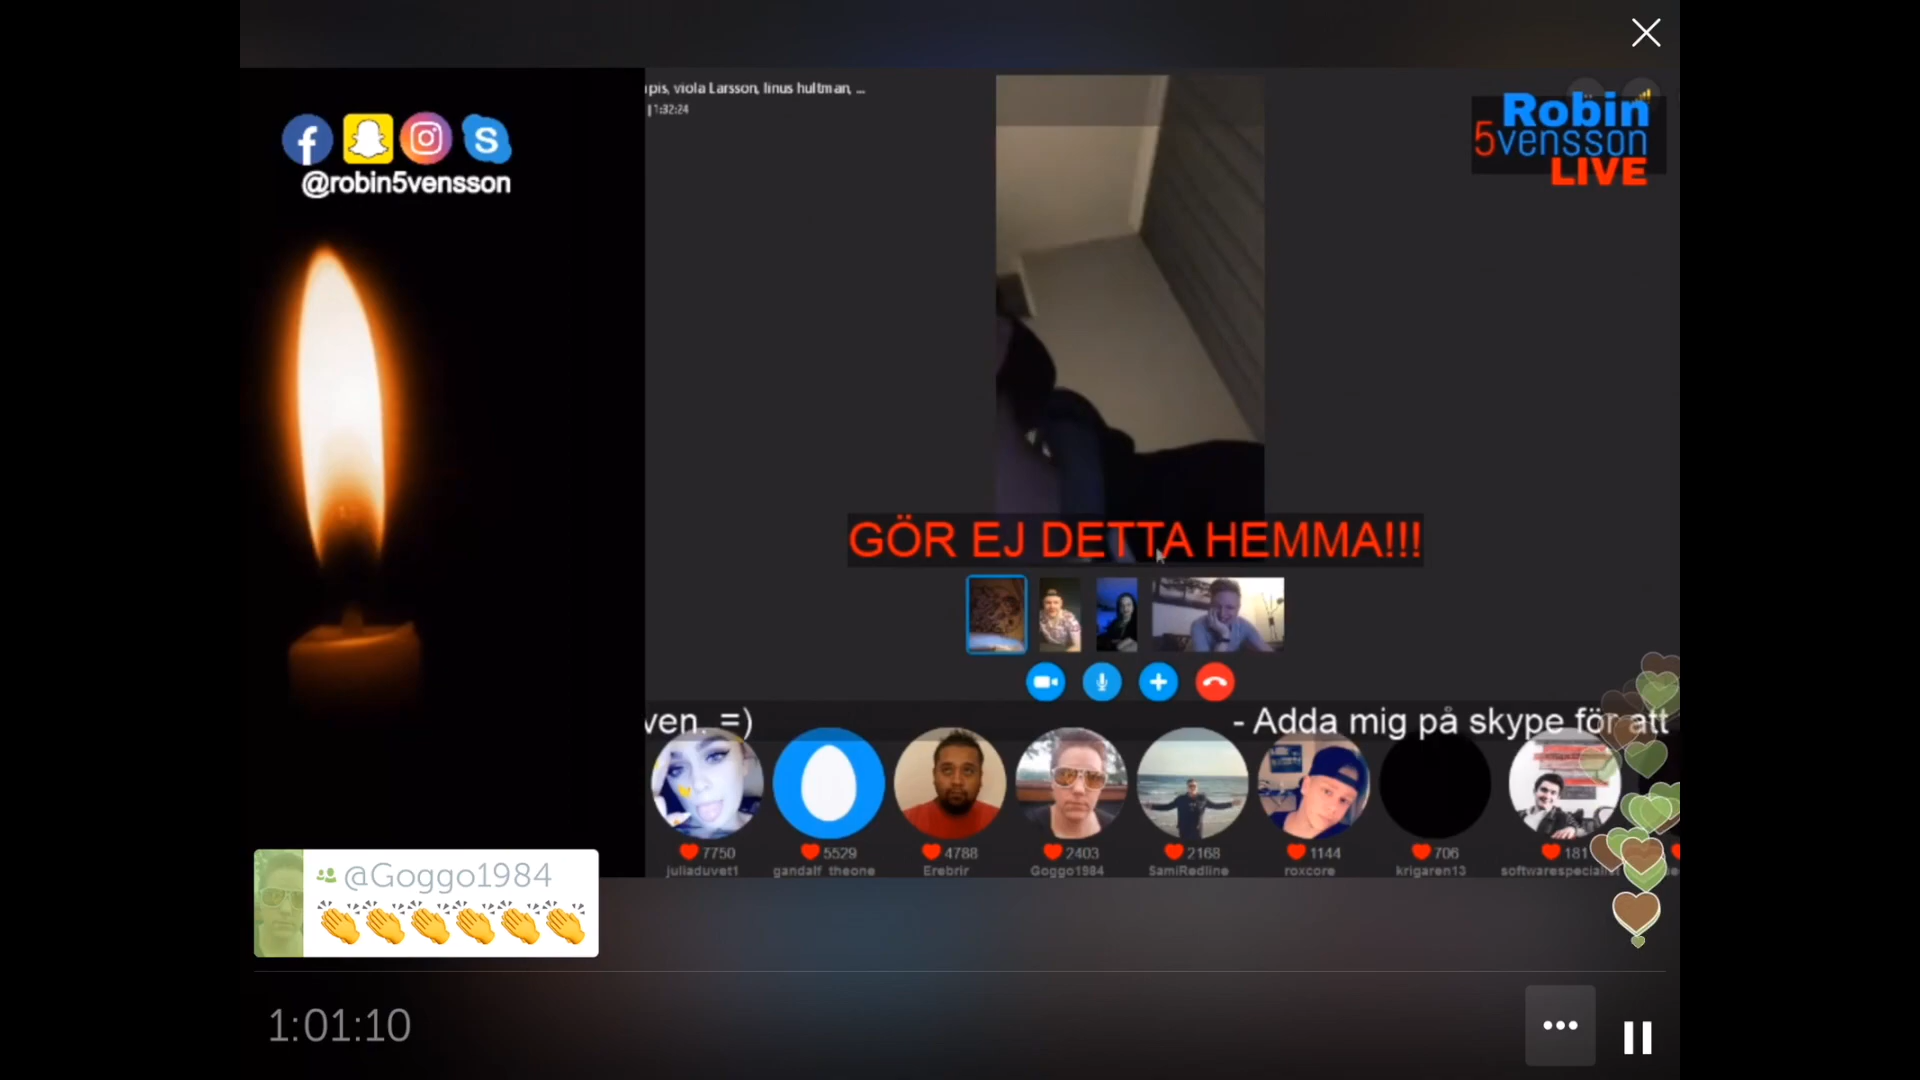 pis, viola Larsson, linus hultman, ...
1:32:24
@robin5vensson
Robin
5vensson
LIVE
GÖR EJ DETTA HEMMA!!!
ven. =)
- Adda mig på skype för att
7750
5529
4788
2403
2168
1144
706
181
juliaduvet1
gandalf theone
Erebrir
Goggo1984
SamiRedline
roxcore
krigaren13
@Goggo1984
1:01:10